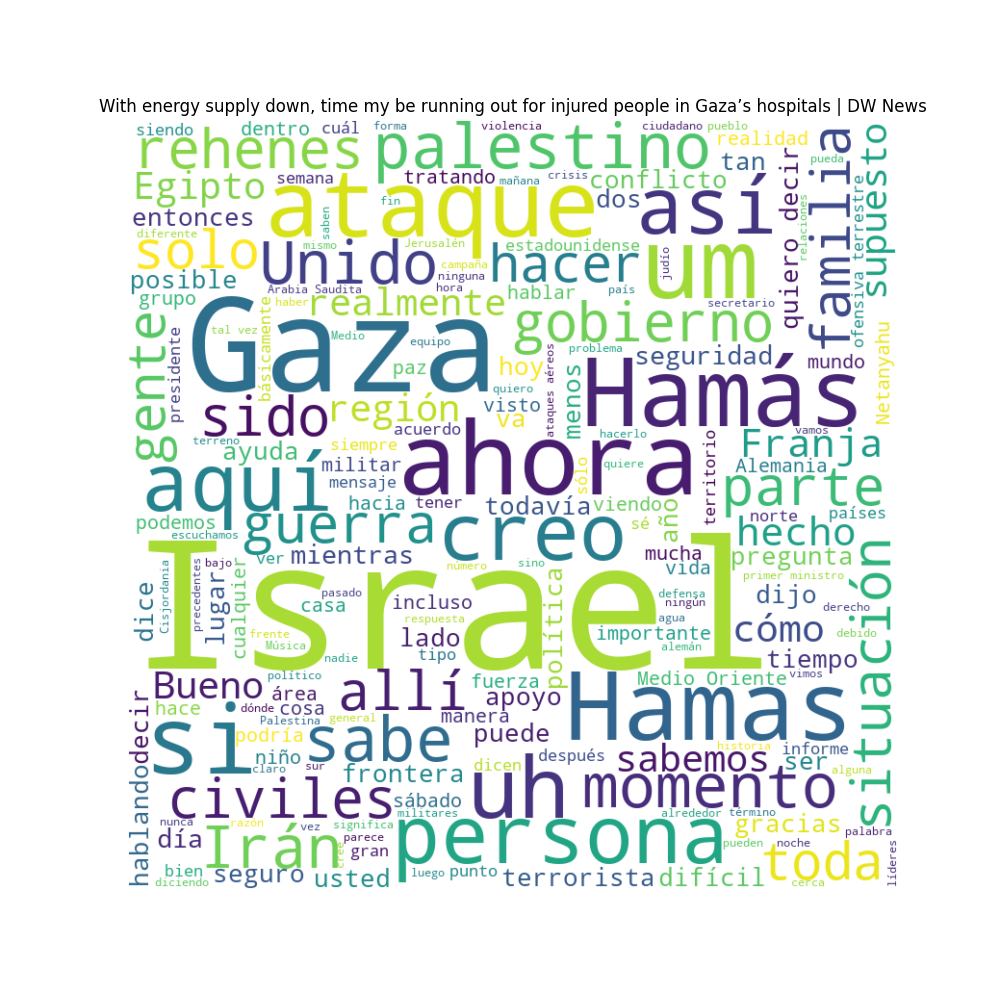 With energy supply down, time my be running out for injured people in Gaza’s hospitals | DW News
siendo
dentro
cuál
forma
violencia
ciudadano
pueblo
realidad
rehenes
palestino
tan
pueda
familia
supuesto
Egipto
semana
tratando
mañana
crisis
conflicto
quiero decir
entonces
ataque
fin
saben
dos
así
relaciones
ofensiva terrestre
diferente
solo
mismo
Jerusalén
estadounidense
Unido
campaña
ninguna
hacer
judío
um
posible
Arabia Saudita
hora
país
grupo
haber
realmente
hablar
secretario
gente
Gaza
tal vez
básicamente
Medio
equipo
gobierno
Netanyahu
presidente
paz
hoy
ataques aéreos
problema
seguridad
mundo
menos
Hamás
quiero
sido
región
visto
va
acuerdo
terreno
siempre
ahora
hacerlo
vamos
territorio
Franja
ayuda
militar
quiere
sólo
Alemania
aquí
mensaje
parte
hacia
tener
todavía
viendo
año
norte
países
podemos
escuchamos
guerra
creo
sé
hecho
ver
mientras
mucha
pregunta
bajo
precedentes
Cisjordania
dice
lugar
cualquier
Israel
número
sino
vida
primer ministro
situación
pasado
casa
incluso
política
defensa
ningún
dijo
derecho
respuesta
agua
frente
Música
lado
importante
cómo
debido
nadie
tipo
alemán
tiempo
político
Bueno
allí
fuerza
Medio Oriente
vimos
área
apoyo
Hamas
hace
dónde
cosa
manera
decir
Palestina
general
si
podría
sabe
puede
historia
informe
niño
después
sabemos
ser
claro
sur
frontera
dicen
alguna
hablando
civiles
sábado
uh
momento
militares
alrededor
término
nunca
razón
vez
significa
persona
gracias
palabra
día
Irán
parece
gran
cree
pueden
noche
toda
líderes
bien
diciendo
seguro
usted
luego
punto
terrorista
difícil
cerca